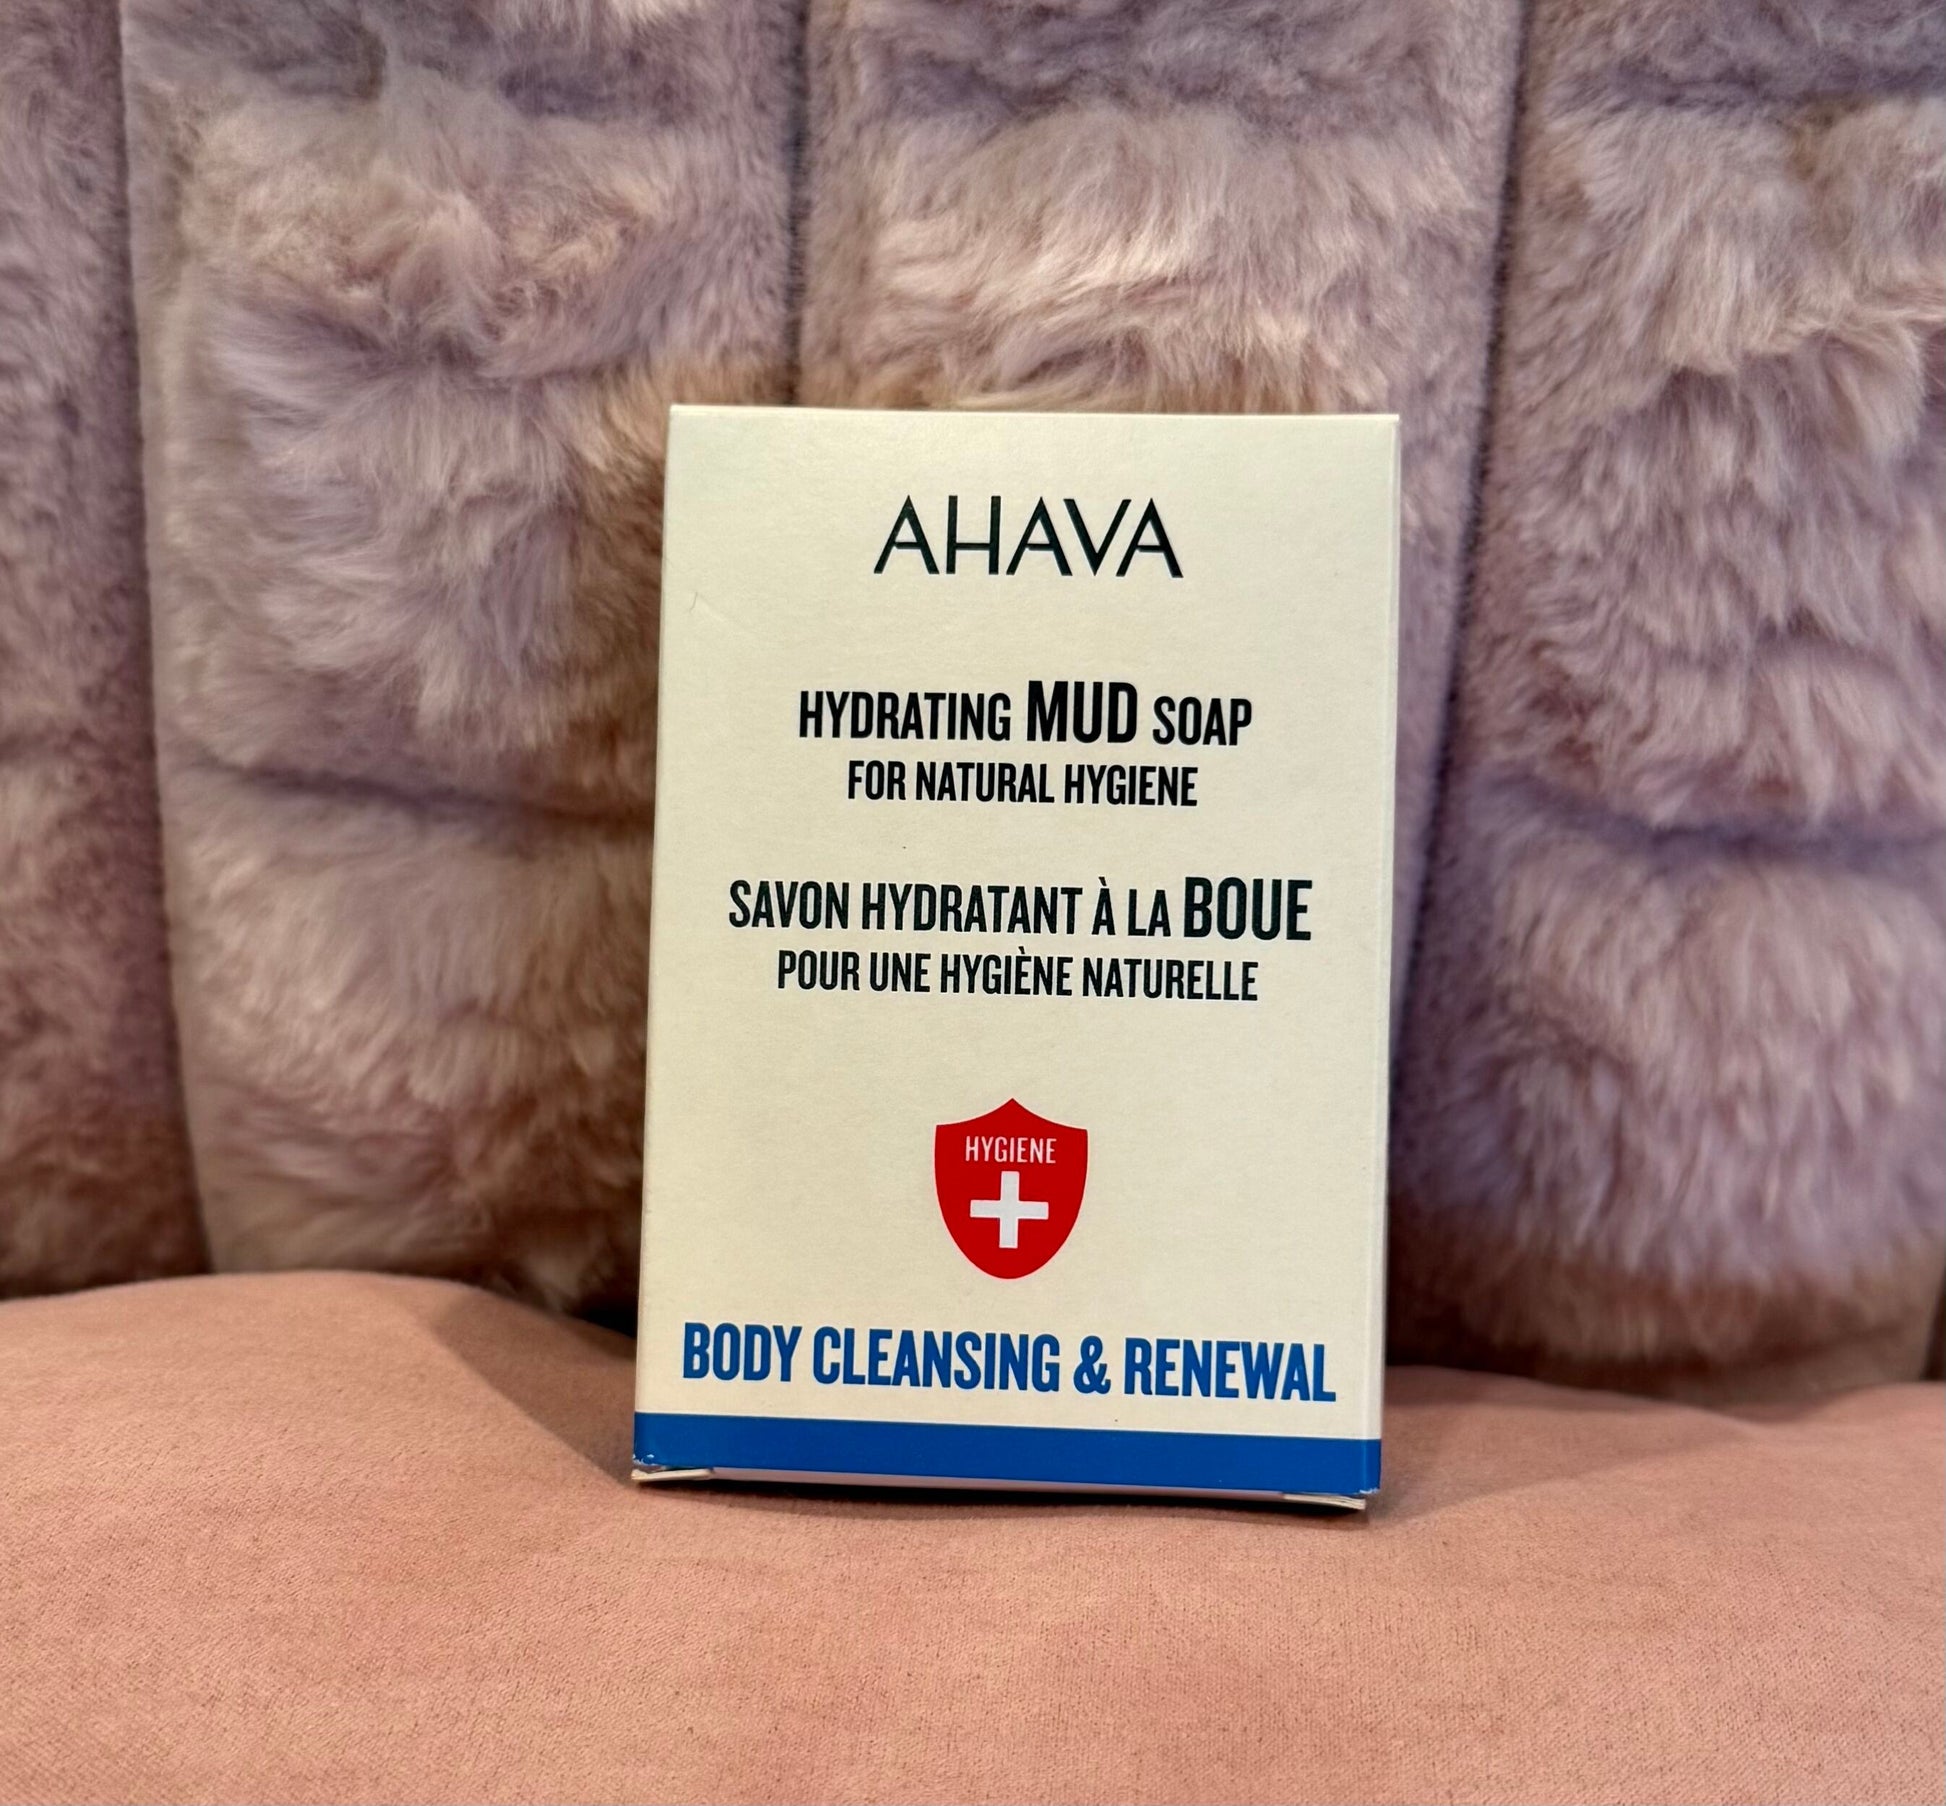 AHAVA
HYDRATING MUD SOAP
FOR NATURAL HYGIENE
SAVON HYDRATANT À LA BOUE
POUR UNE HYGIÈNE NATURELLE
HYGIENE
BODY CLEANSING & RENEWAL